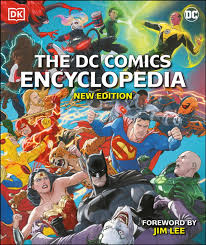 DK
DC
THE DC COMICS
ENCYCLOPEDIA
NEW EDITION
FOREWORD BY
JIM LEE